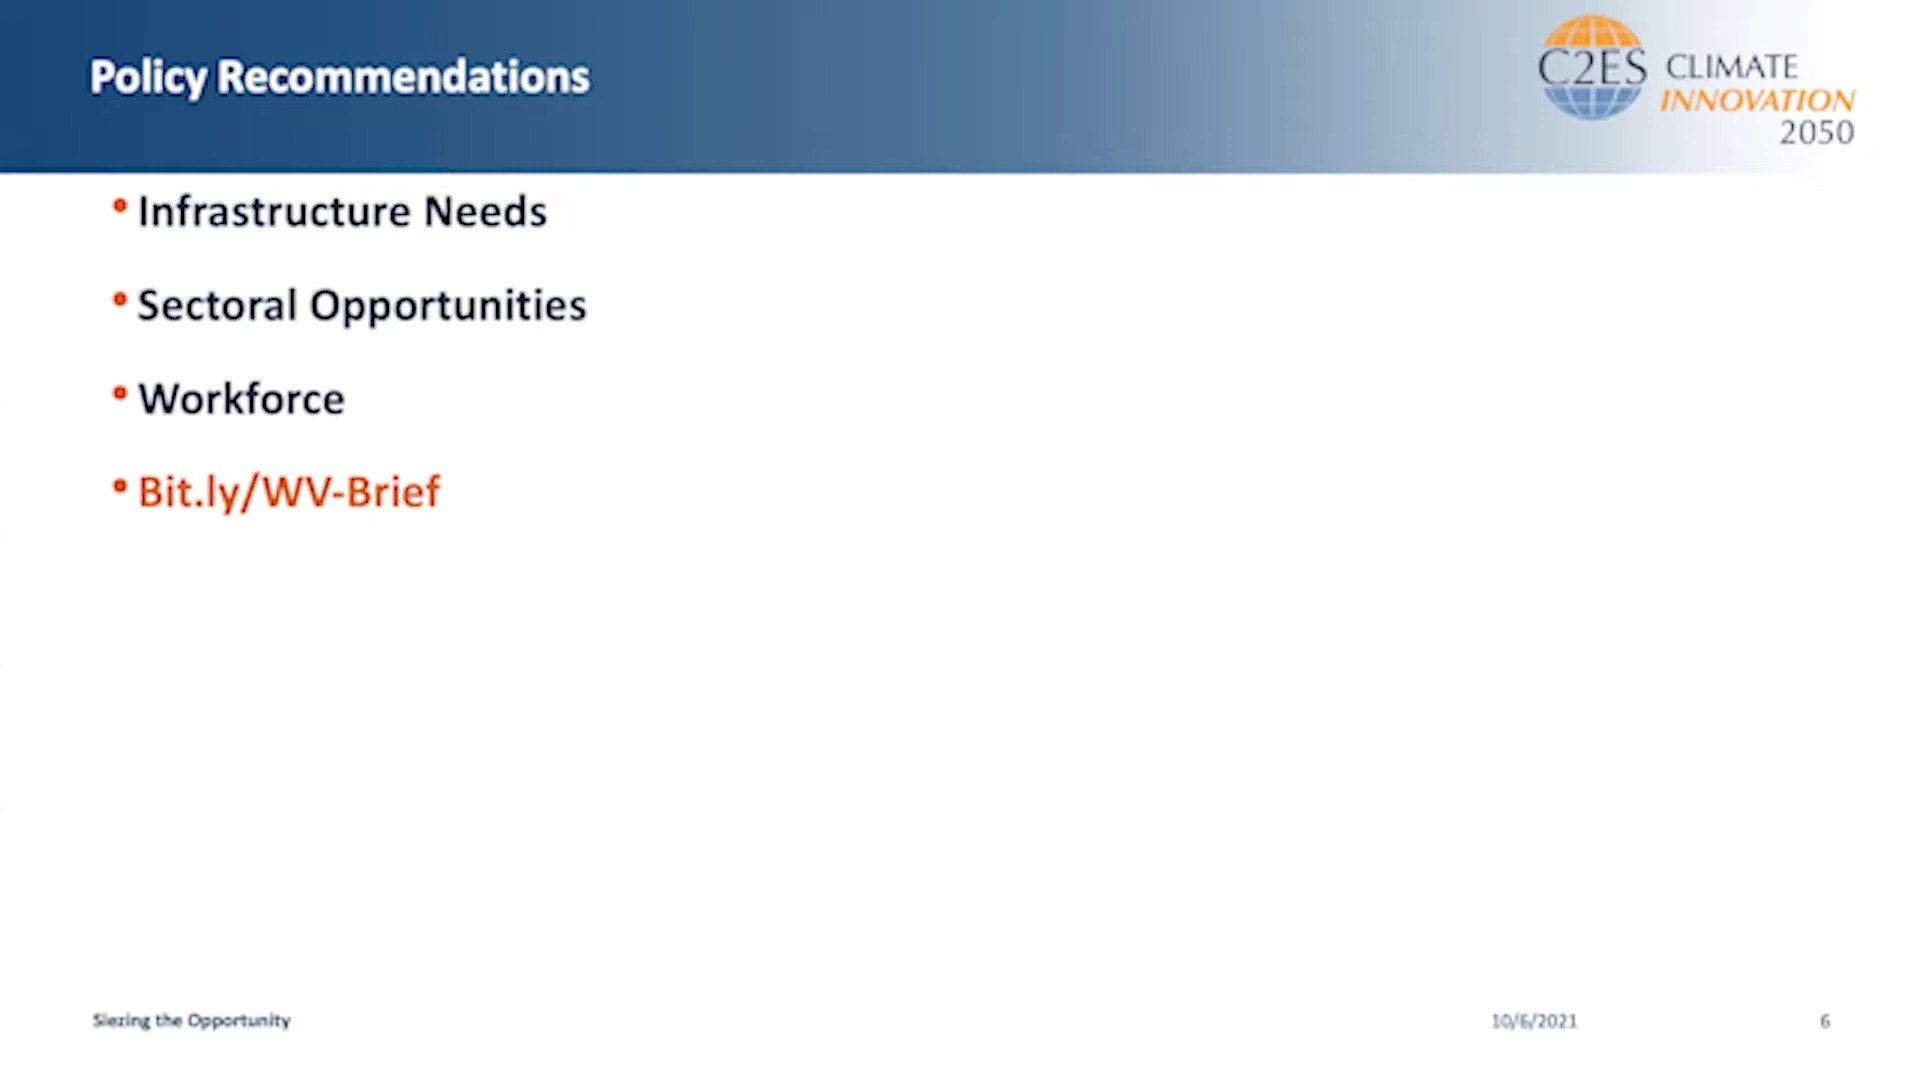 Policy Recommendations
C2ES CLIMATE
INNOVATION
2050
• Infrastructure Needs
• Sectoral Opportunities
• Workforce
• Bit.ly/WV-Brief
Siezing the Opportunity
10/6/2021
6